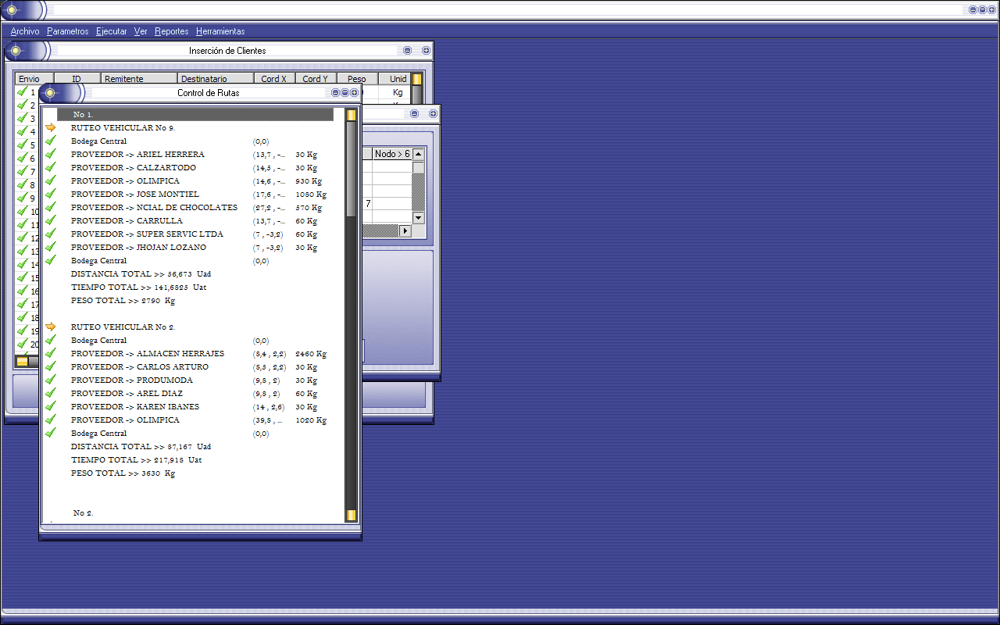 Archivo Parametros Ejecutar Ver Reportes Herramientas
Inserción de Clientes
Envio ID Remitente Destinatario Cord X Cord Y Peso Unid
1 Kg
2
3
4
5
6
7
8
9
10
11
12
13
14
15
16
17
18
19
20
Nodo > 6
7
Control de Rutas
No 1.
RUTEO VEHICULAR No 9.
Bodega Central (0,0)
PROVEEDOR -> ARIEL HERRERA (13,7 , -... 30 Kg
PROVEEDOR -> CALZARTODO (14,5 , -... 30 Kg
PROVEEDOR -> OLIMPICA (14,6 , -... 930 Kg
PROVEEDOR -> JOSE MONTIEL (17,6 , -... 1080 Kg
PROVEEDOR -> NCIAL DE CHOCOLATES (27,2 , -... 570 Kg
PROVEEDOR -> CARRULLA (13,7 , -... 60 Kg
PROVEEDOR -> SUPER SERVIC LTDA (7 , -3,2) 60 Kg
PROVEEDOR -> JHOJAN LOZANO (7 , -3,2) 30 Kg
Bodega Central (0,0)
DISTANCIA TOTAL >> 56,673 Uad
TIEMPO TOTAL >> 141,6825 Uat
PESO TOTAL >> 2790 Kg
RUTEO VEHICULAR No 2.
Bodega Central (0,0)
PROVEEDOR -> ALMACEN HERRAJES (8,4 , 2,2) 2460 Kg
PROVEEDOR -> CARLOS ARTURO (8,5 , 2,2) 30 Kg
PROVEEDOR -> PRODUMODA (9,8 , 2) 30 Kg
PROVEEDOR -> AREL DIAZ (9,8 , 2) 60 Kg
PROVEEDOR -> KAREN IBANES (14 , 2,6) 30 Kg
PROVEEDOR -> OLIMPICA (39,8 , ... 1020 Kg
Bodega Central (0,0)
DISTANCIA TOTAL >> 87,167 Uad
TIEMPO TOTAL >> 217,918 Uat
PESO TOTAL >> 3630 Kg
No 2.